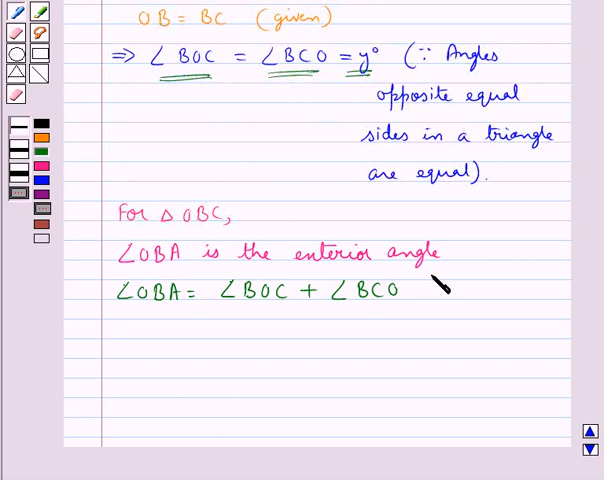 OB = BC (given)
⇒ ∠BOC = ∠BCO = y° (∵ Angles
opposite equal
sides in a triangle
are equal).
For △ OBC,
∠OBA is the exterior angle
∠OBA = ∠BOC + ∠BCO